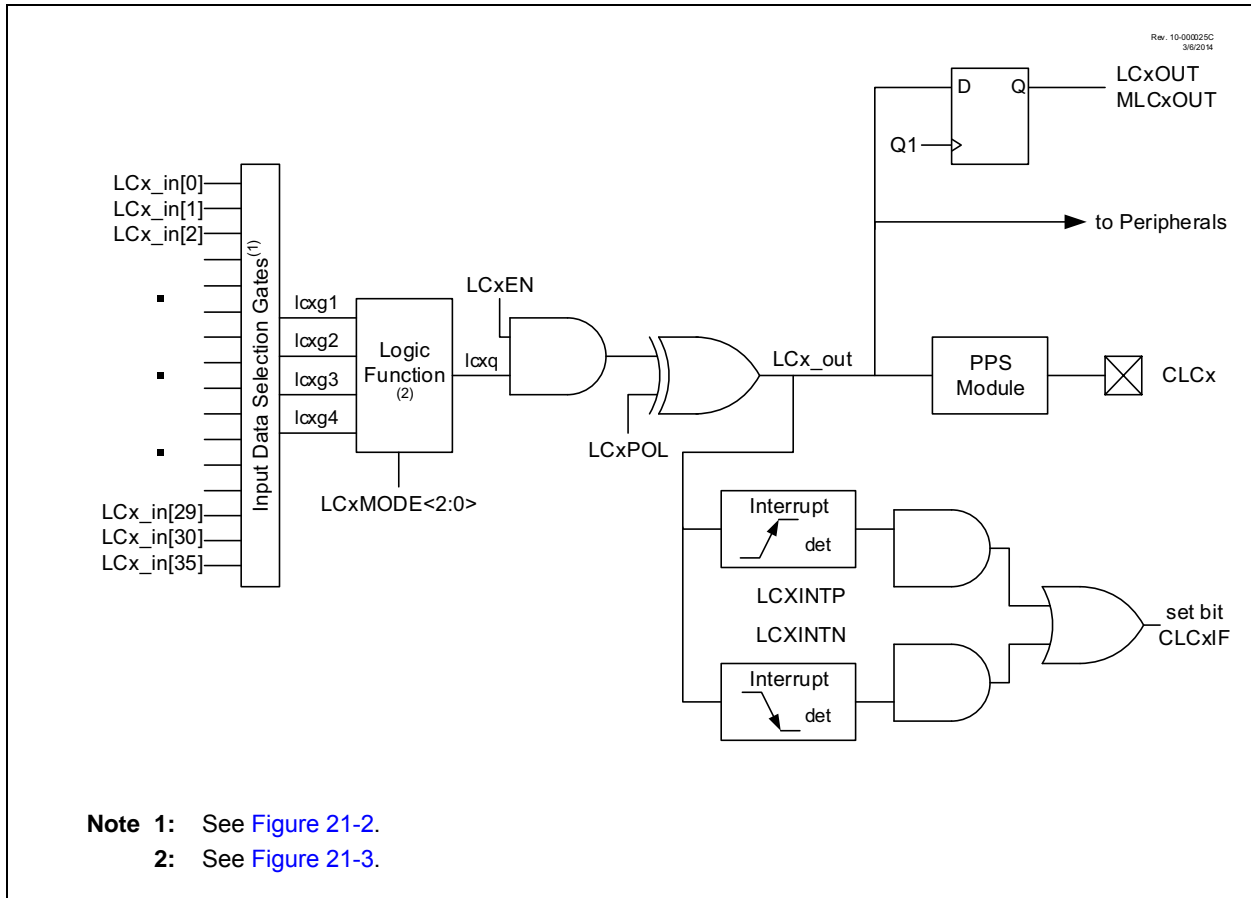 Rev. 10-000025C
3/6/2014
LCxOUT
MLCxOUT
D Q
Q1
LCx_in[0]
LCx_in[1]
LCx_in[2]
LCx_in[29]
LCx_in[30]
LCx_in[35]
Input Data Selection Gates(1)
lcxg1
lcxg2
lcxg3
lcxg4
Logic
Function
(2)
LCxMODE<2:0>
lcxq
LCxEN
LCxPOL
LCx_out
to Peripherals
PPS
Module
CLCx
Interrupt
det
LCXINTP
LCXINTN
Interrupt
det
set bit
CLCxIF
Note 1: See Figure 21-2.
2: See Figure 21-3.